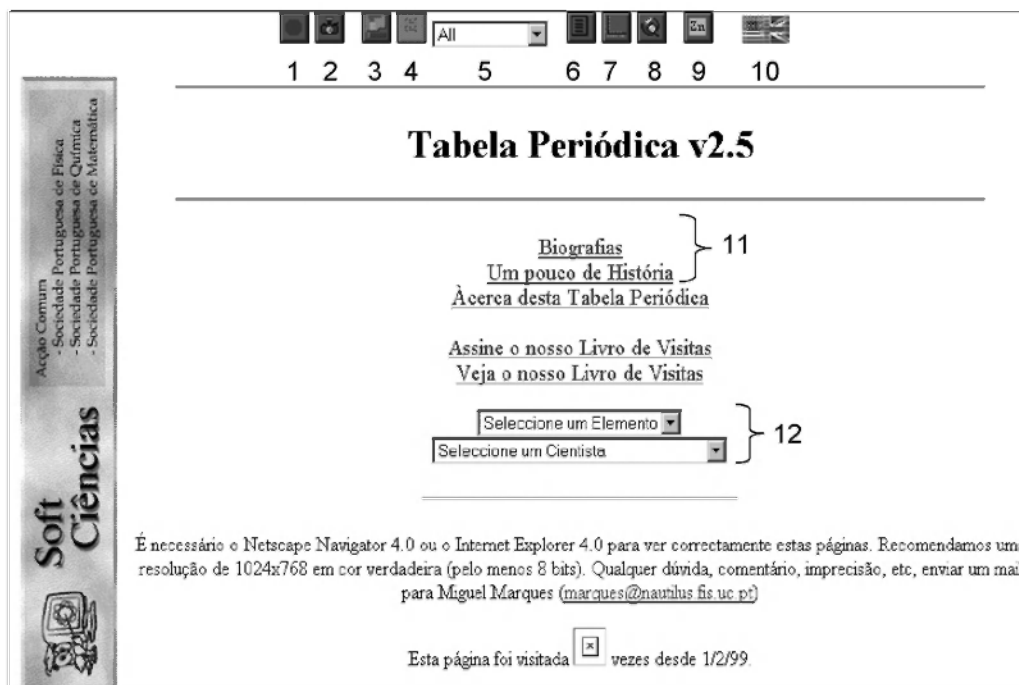 All
Zn
1 2 3 4 5 6 7 8 9 10
Tabela Periódica v2.5
Biografias
Um pouco de História
11
Àcerca desta Tabela Periódica
Assine o nosso Livro de Visitas
Veja o nosso Livro de Visitas
Seleccione um Elemento
Seleccione um Cientista
12
É necessário o Netscape Navigator 4.0 ou o Internet Explorer 4.0 para ver correctamente estas páginas. Recomendamos um
resolução de 1024x768 em cor verdadeira (pelo menos 8 bits). Qualquer dúvida, comentário, imprecisão, etc, enviar um mai
para Miguel Marques (marques@nautilus.fis.uc.pt)
Esta página foi visitada vezes desde 1/2/99.
Acção Comum
- Sociedade Portuguesa de Física
- Sociedade Portuguesa de Química
- Sociedade Portuguesa de Matemática
Soft
Ciências